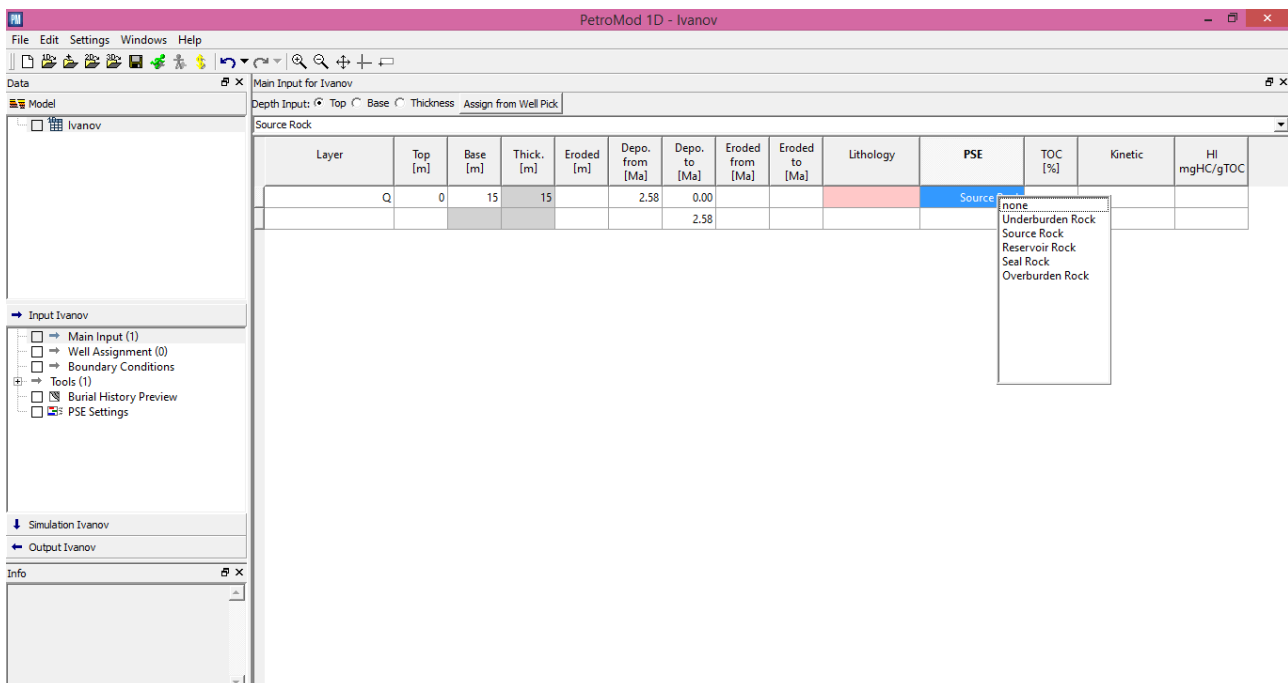 PM
PetroMod 1D - Ivanov
File Edit Settings Windows Help
Data
Main Input for Ivanov
Model
Depth Input: Top Base Thickness Assign from Well Pick
Ivanov
Source Rock
Layer Top [m] Base [m] Thick. [m] Eroded [m] Depo. from [Ma] Depo. to [Ma] Eroded from [Ma] Eroded to [Ma] Lithology PSE TOC [%] Kinetic HI mgHC/gTOC
Q 0 15 15 2.58 0.00 Source
2.58
none
Underburden Rock
Source Rock
Reservoir Rock
Seal Rock
Overburden Rock
Input Ivanov
Main Input (1)
Well Assignment (0)
Boundary Conditions
Tools (1)
Burial History Preview
PSE Settings
Simulation Ivanov
Output Ivanov
Info